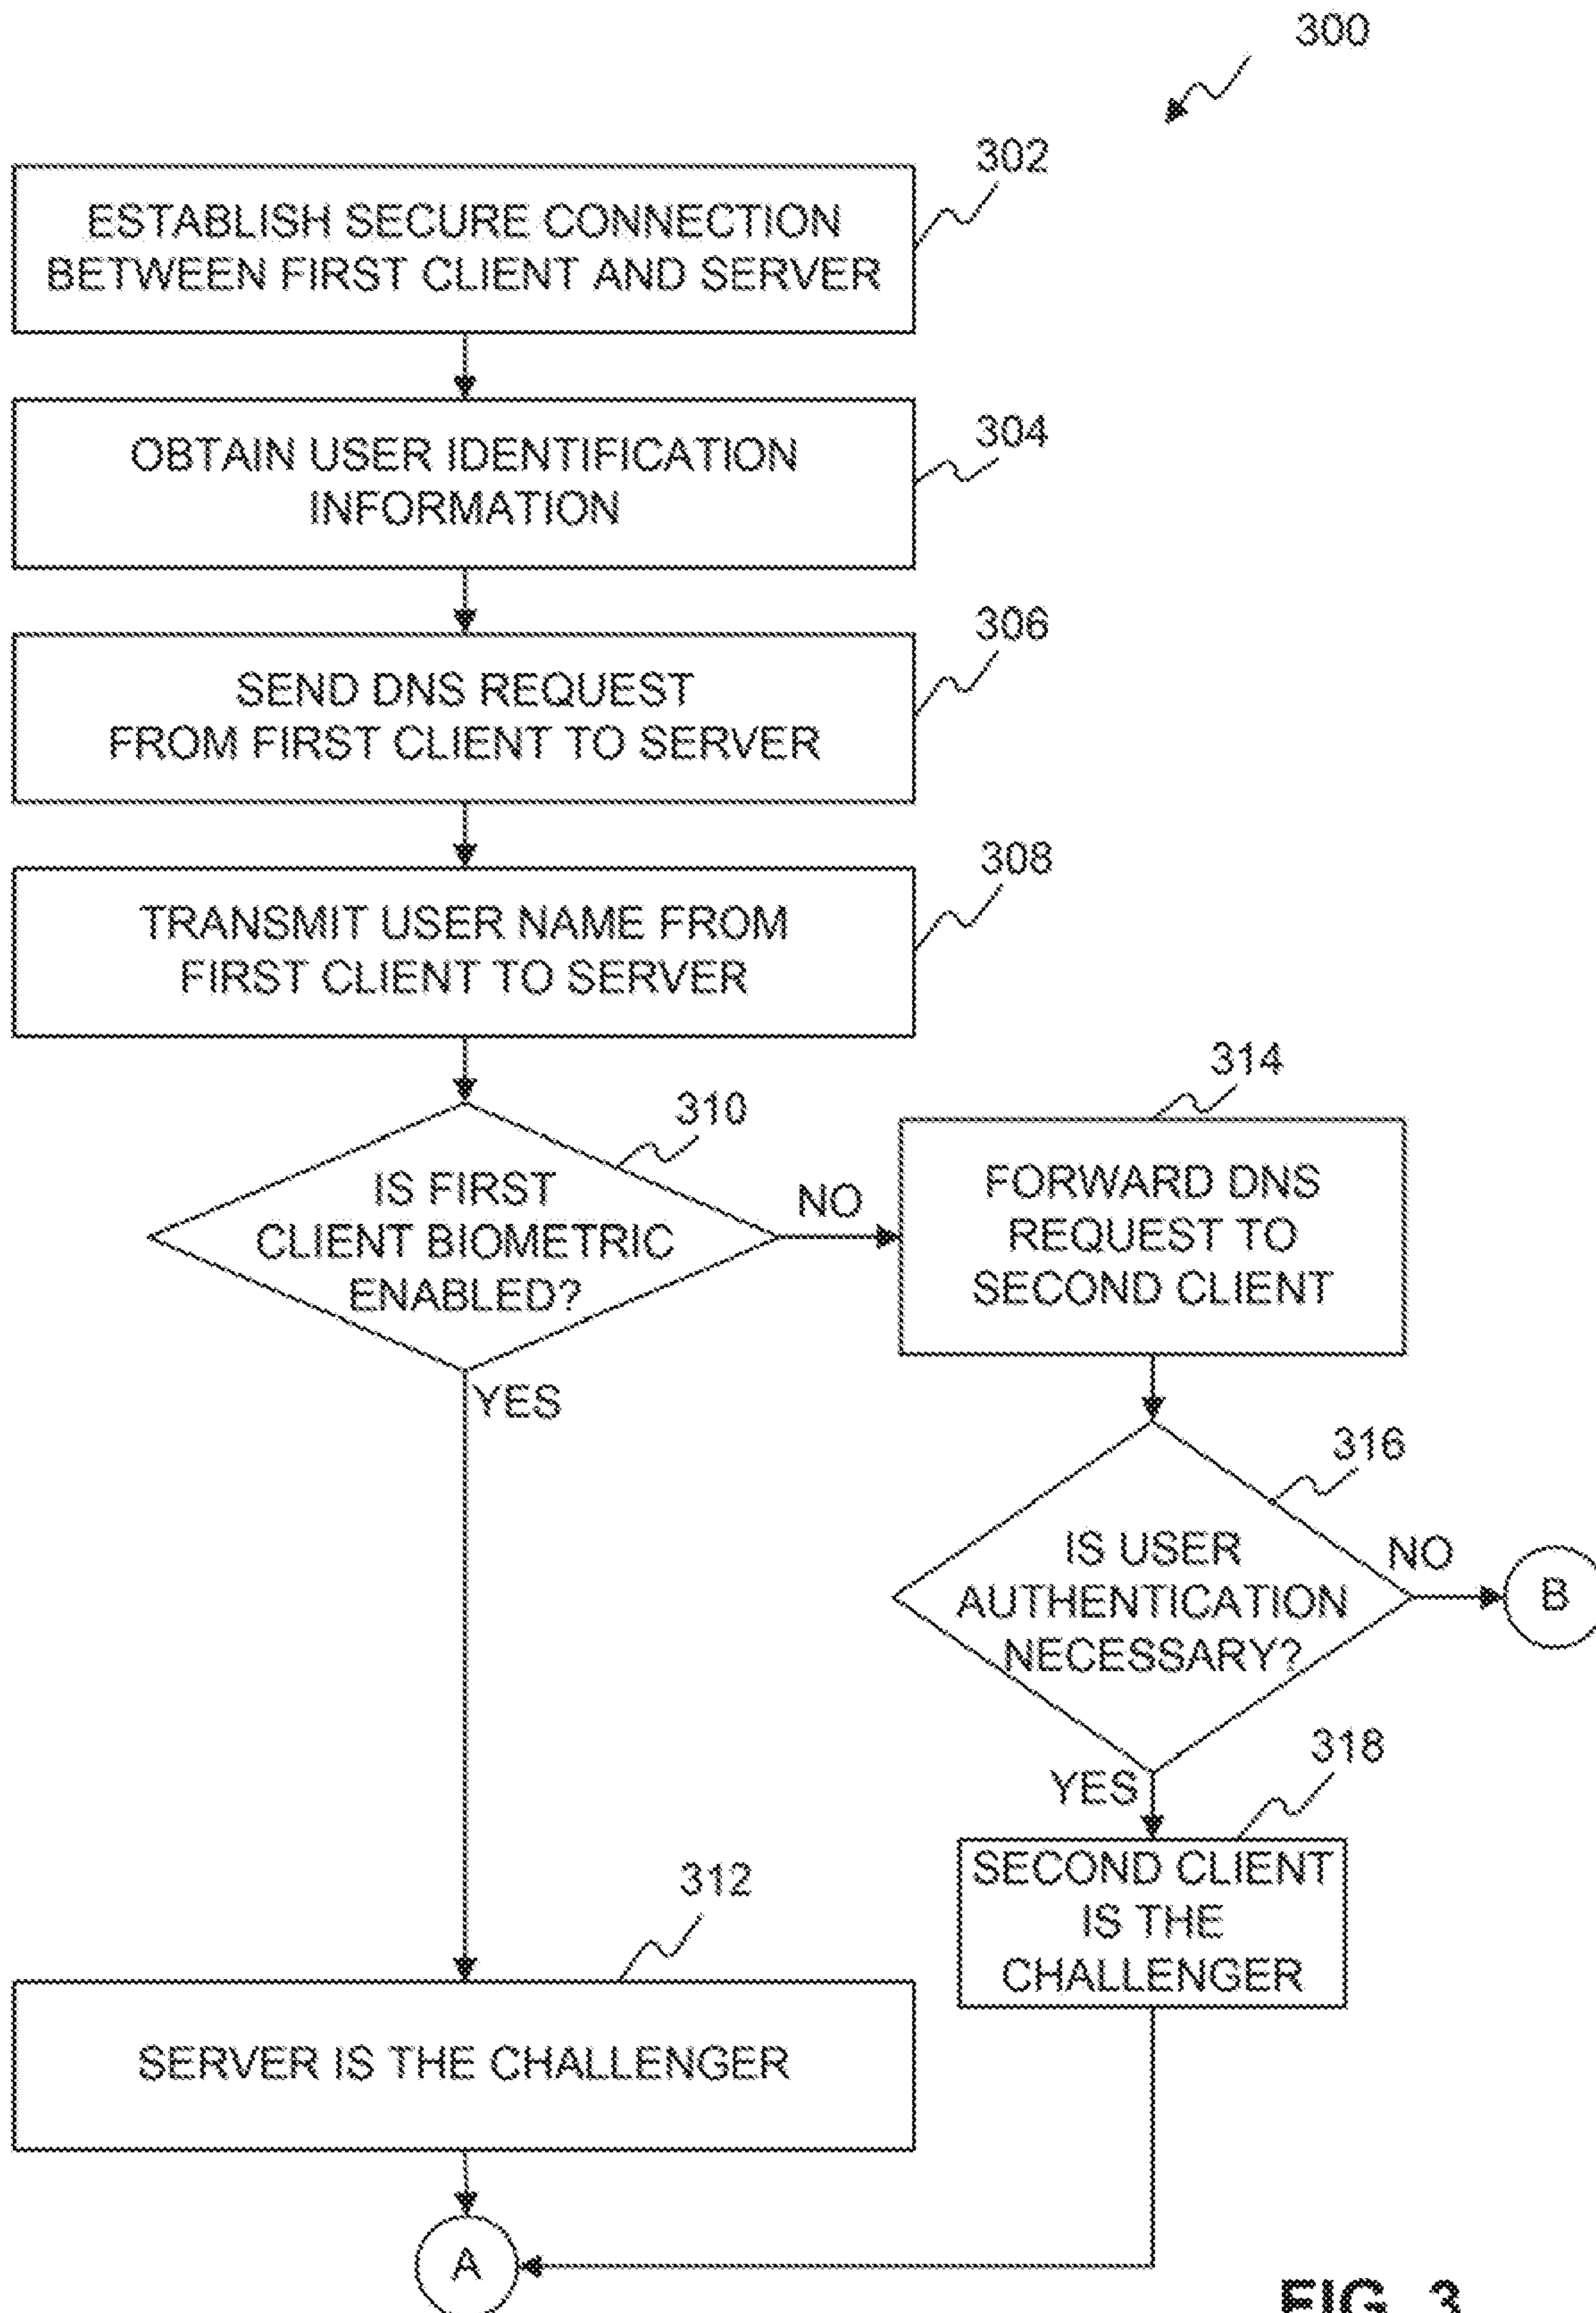 300
302
ESTABLISH SECURE CONNECTION
BETWEEN FIRST CLIENT AND SERVER
304
OBTAIN USER IDENTIFICATION
INFORMATION
306
SEND DNS REQUEST
FROM FIRST CLIENT TO SERVER
308
TRANSMIT USER NAME FROM
FIRST CLIENT TO SERVER
310
IS FIRST
CLIENT BIOMETRIC
ENABLED?
NO
YES
314
FORWARD DNS
REQUEST TO
SECOND CLIENT
316
IS USER
AUTHENTICATION
NECESSARY?
NO
B
YES
318
SECOND CLIENT
IS THE
CHALLENGER
312
SERVER IS THE CHALLENGER
A
FIG. 3